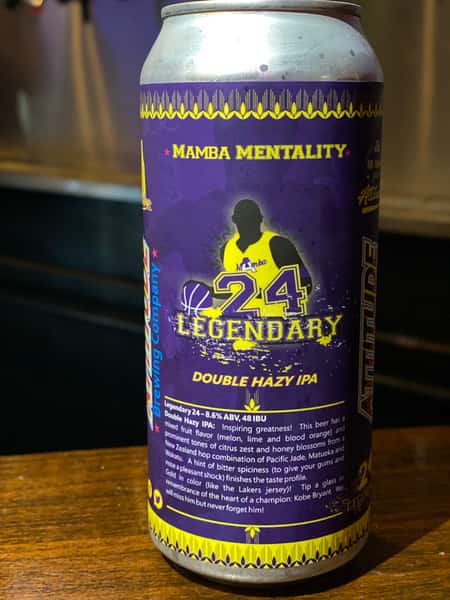 MAMBA MENTALITY
Mamba
24
LEGENDARY
DOUBLE HAZY IPA
Legendary 24 – 8.6% ABV, 48 IBU
Double Hazy IPA: Inspiring greatness! This beer has a
mixed fruit flavor (melon, lime and blood orange) and
prominent tones of citrus zest and honey blossoms from a
New Zealand hop combination of Pacific Jade, Matueka and
Wakatu. A hint of bitter spiciness (to give your gums and
nose a pleasant shock) finishes the taste profile.
Gold in color (like the Lakers jersey)! Tip a glass in
remembrance of the heart of a champion: Kobe Bryant. We
will miss him but never forget him!
Brewing Company
ATTITUDE